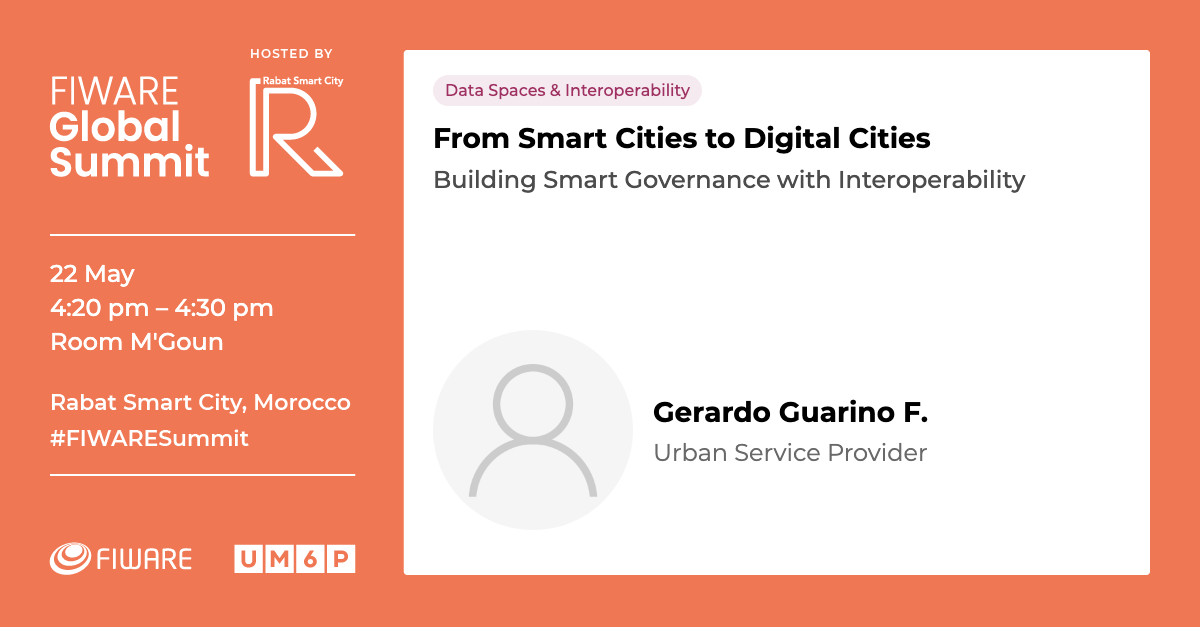 FIWARE
Global
Summit
HOSTED BY
Rabat Smart City
R
22 May
4:20 pm – 4:30 pm
Room M'Goun
Rabat Smart City, Morocco
#FIWARESummit
FIWARE
UM6P
Data Spaces & Interoperability
From Smart Cities to Digital Cities
Building Smart Governance with Interoperability
Gerardo Guarino F.
Urban Service Provider